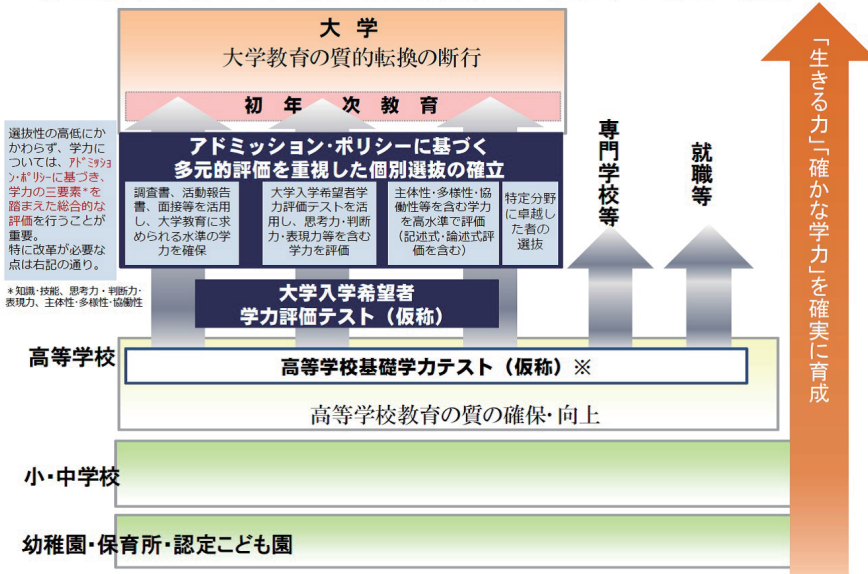 大学
大学教育の質的転換の断行
初年次教育
アドミッション・ポリシーに基づく
多元的評価を重視した個別選抜の確立
調査書、活動報告
書、面接等を活用
し、大学教育に求
められる水準の学
力を確保
大学入学希望者学
力評価テストを活
用し、思考力・判断
力・表現力等を含む
学力を評価
主体性・多様性・協
働性等を含む学力
を高水準で評価
(記述式・論述式評
価を含む)
特定分野
に卓越し
た者の
選抜
選抜性の高低にか
かわらず、学力に
ついては、アドミッショ
ン・ポリシーに基づき、
学力の三要素*を
踏まえた総合的な
評価を行うことが
重要。
特に改革が必要な
点は右記の通り。
*知識・技能、思考力・判断力・
表現力、主体性・多様性・協働性
大学入学希望者
学力評価テスト(仮称)
専門学校等
就職等
高等学校
高等学校基礎学力テスト(仮称)※
高等学校教育の質の確保・向上
小・中学校
幼稚園・保育所・認定こども園
「生きる力」「確かな学力」を確実に育成